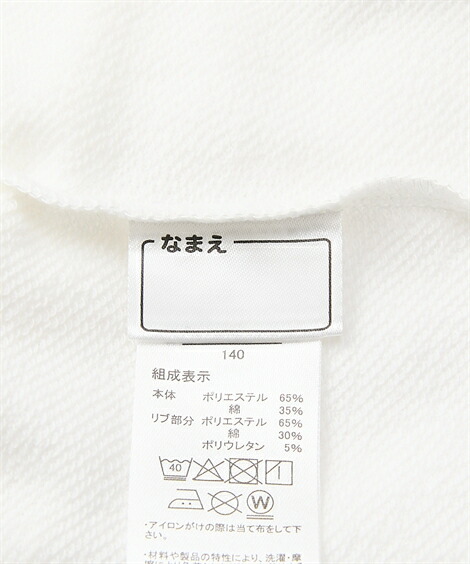 なまえ
140
組成表示
本体 ポリエステル 65%
綿 35%
リブ部分 ポリエステル 65%
綿 30%
ポリウレタン 5%
40
W
・アイロンがけの際は当て布をして下
さい。
・材料や製品の特性により、洗濯・摩